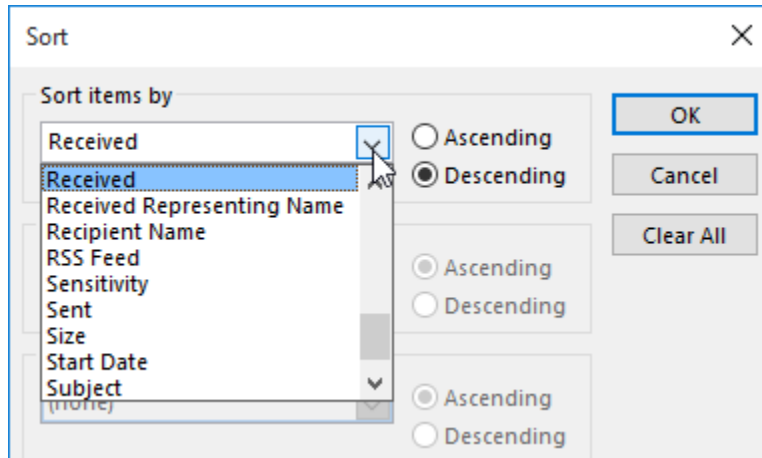 Sort
Sort items by
Received
Ascending
Descending
OK
Cancel
Clear All
Received
Received Representing Name
Recipient Name
RSS Feed
Sensitivity
Sent
Size
Start Date
Subject
Ascending
Descending
(none)
Ascending
Descending